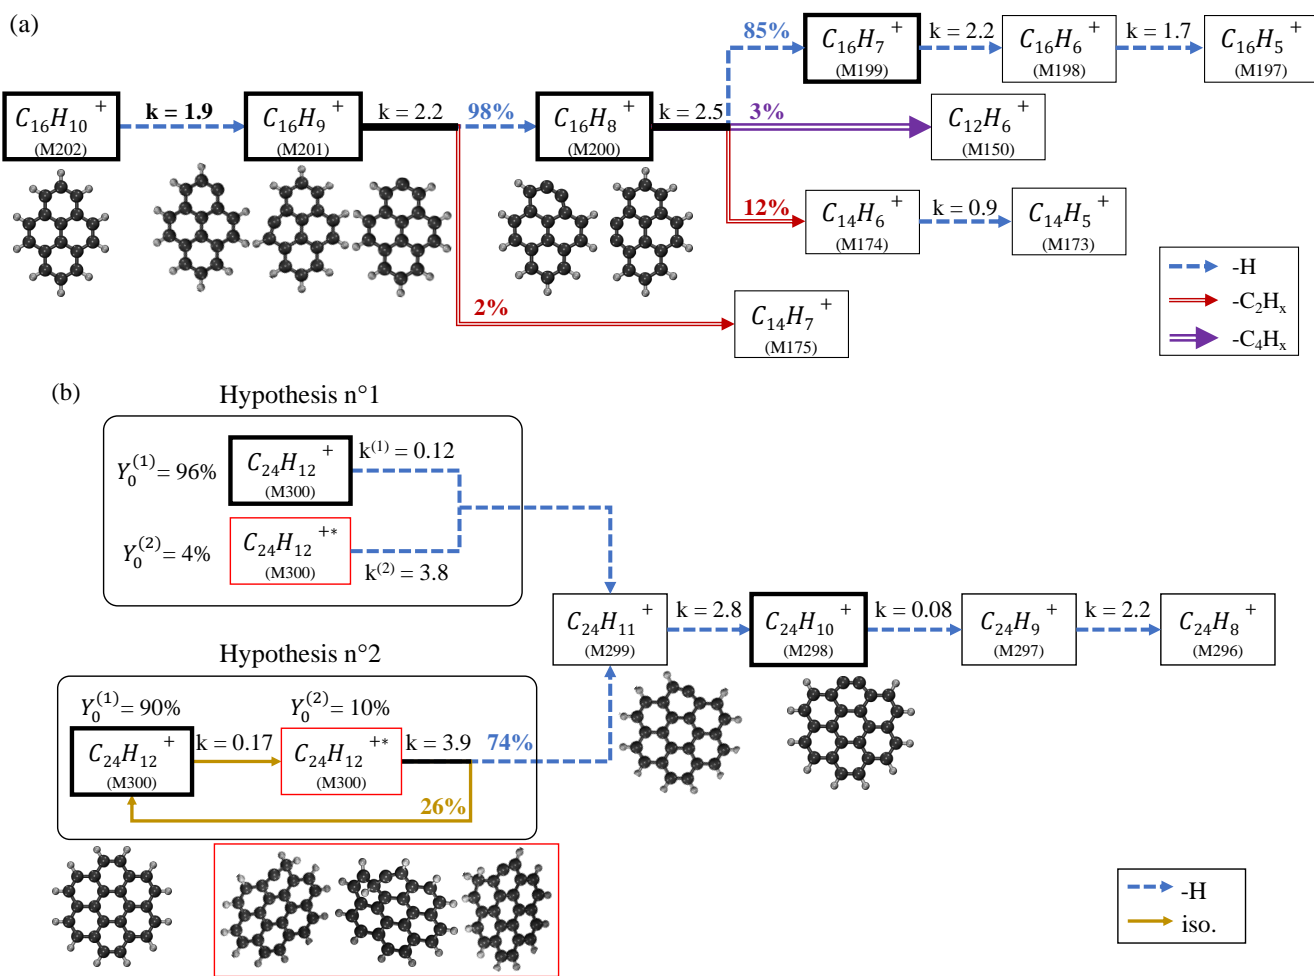 (a)
C₁₆H₁₀⁺
(M202)
k = 1.9
C₁₆H₉⁺
(M201)
k = 2.2
98%
C₁₆H₈⁺
(M200)
k = 2.5
85%
C₁₆H₇⁺
(M199)
k = 2.2
C₁₆H₆⁺
(M198)
k = 1.7
C₁₆H₅⁺
(M197)
3%
C₁₂H₆⁺
(M150)
12%
C₁₄H₆⁺
(M174)
k = 0.9
C₁₄H₅⁺
(M173)
2%
C₁₄H₇⁺
(M175)
-H
-C₂Hₓ
-C₄Hₓ
(b)
Hypothesis n°1
Y₀⁽¹⁾ = 96%
C₂₄H₁₂⁺
(M300)
k⁽¹⁾ = 0.12
Y₀⁽²⁾ = 4%
C₂₄H₁₂⁺*
(M300)
k⁽²⁾ = 3.8
Hypothesis n°2
Y₀⁽¹⁾ = 90%
C₂₄H₁₂⁺
(M300)
k = 0.17
Y₀⁽²⁾ = 10%
C₂₄H₁₂⁺*
(M300)
k = 3.9
74%
26%
C₂₄H₁₁⁺
(M299)
k = 2.8
C₂₄H₁₀⁺
(M298)
k = 0.08
C₂₄H₉⁺
(M297)
k = 2.2
C₂₄H₈⁺
(M296)
-H
iso.